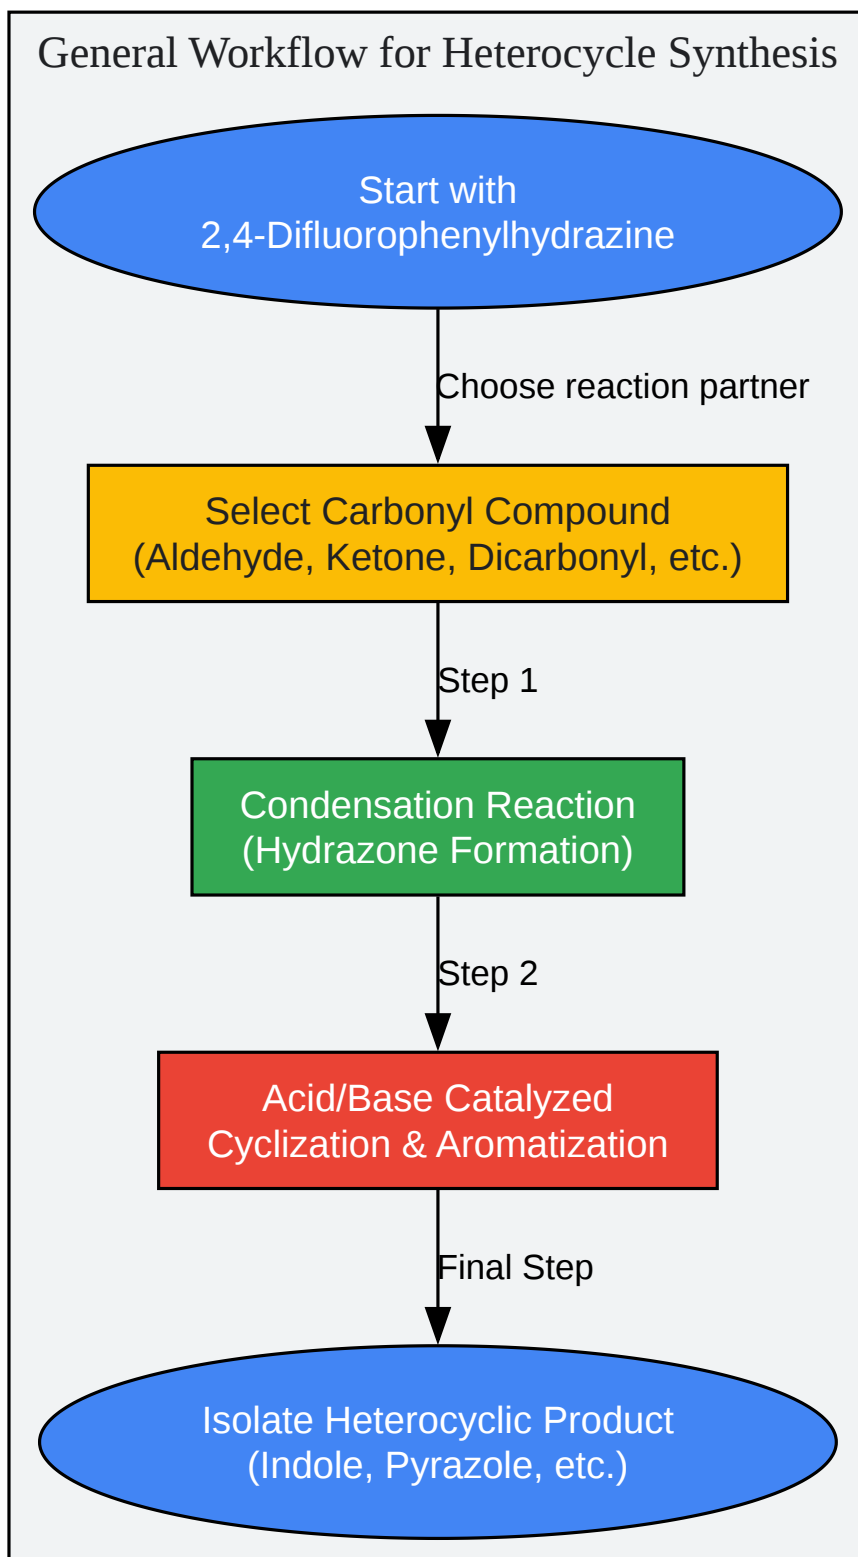 General Workflow for Heterocycle Synthesis
Start with
2,4-Difluorophenylhydrazine
Choose reaction partner
Select Carbonyl Compound
(Aldehyde, Ketone, Dicarbonyl, etc.)
Step 1
Condensation Reaction
(Hydrazone Formation)
Step 2
Acid/Base Catalyzed
Cyclization & Aromatization
Final Step
Isolate Heterocyclic Product
(Indole, Pyrazole, etc.)